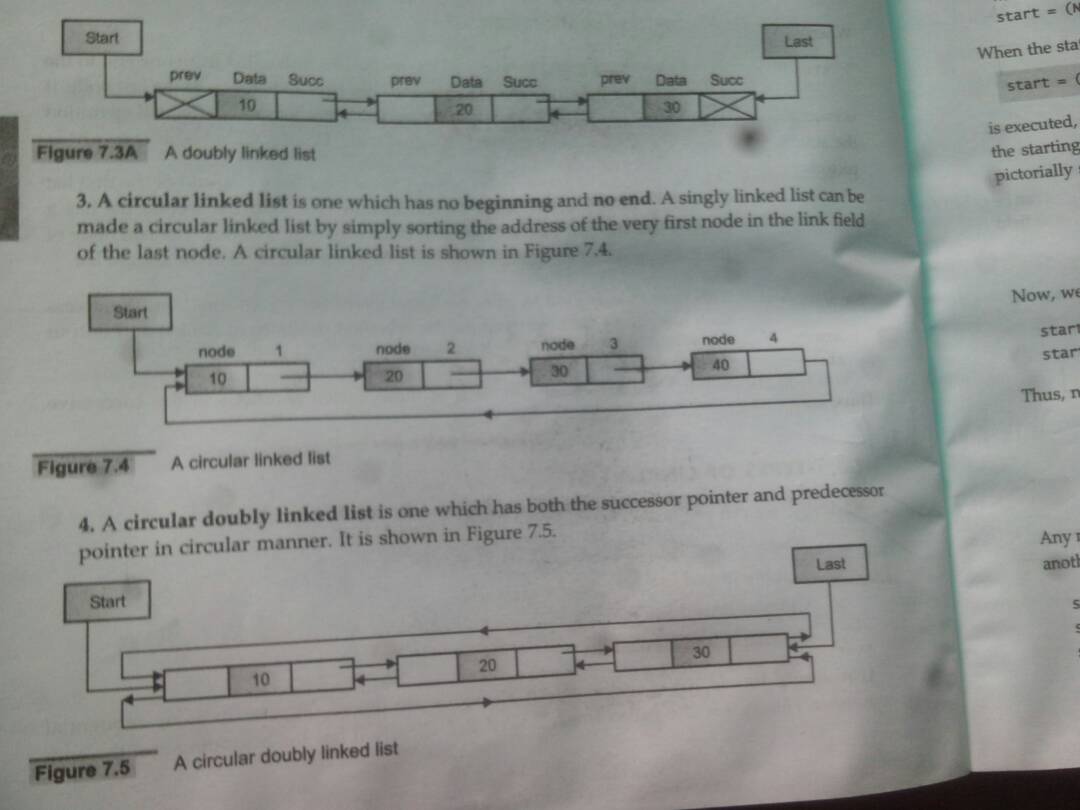 Start
Last
prev Data Succ prev Data Succ prev Data Succ
10 20 30
Figure 7.3A A doubly linked list
3. A circular linked list is one which has no beginning and no end. A singly linked list can be
made a circular linked list by simply sorting the address of the very first node in the link field
of the last node. A circular linked list is shown in Figure 7.4.
Start
node 1 node 2 node 3 node 4
10 20 30 40
Figure 7.4 A circular linked list
4. A circular doubly linked list is one which has both the successor pointer and predecessor
pointer in circular manner. It is shown in Figure 7.5.
Start
Last
10 20 30
Figure 7.5 A circular doubly linked list
start = (
When the
start = (
is executed,
the starting
pictorially
Now, we
start
Thus,
Any